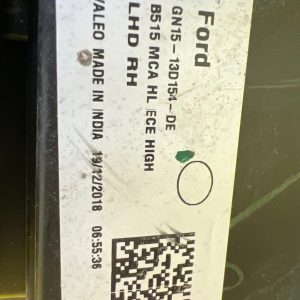 Ford
GN15-13D154-DE
B515 MCA HL ECE HIGH
LHD RH
VALEO MADE IN INDIA 19/12/2018 06:55:36